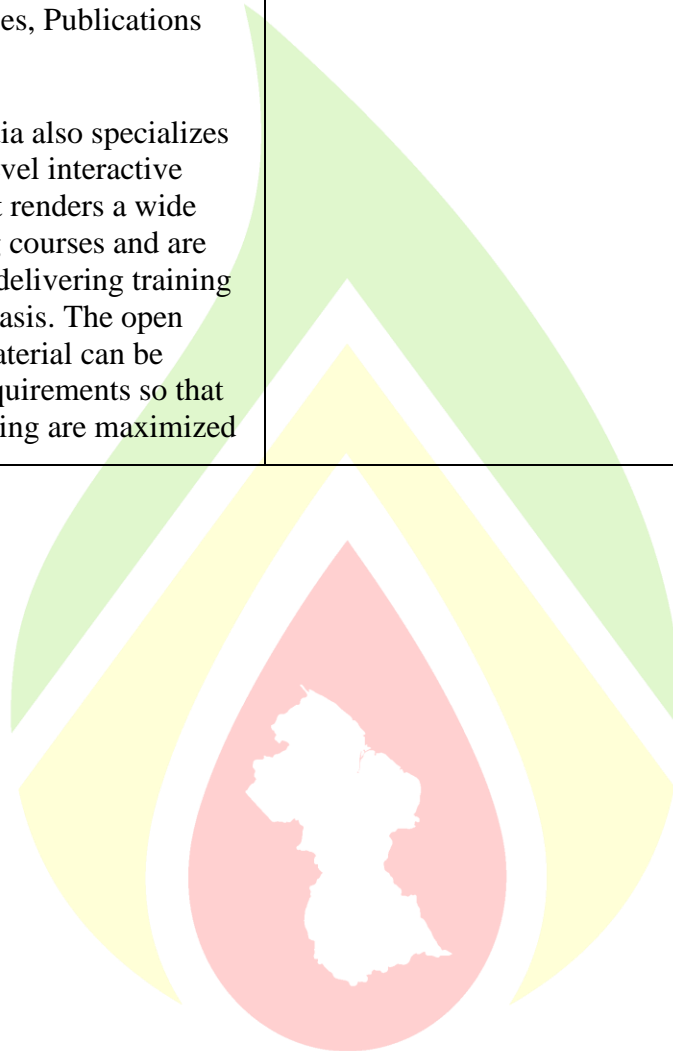 es, Publications
ia also specializes
vel interactive
t renders a wide
g courses and are
delivering training
asis. The open
aterial can be
quirements so that
ing are maximized